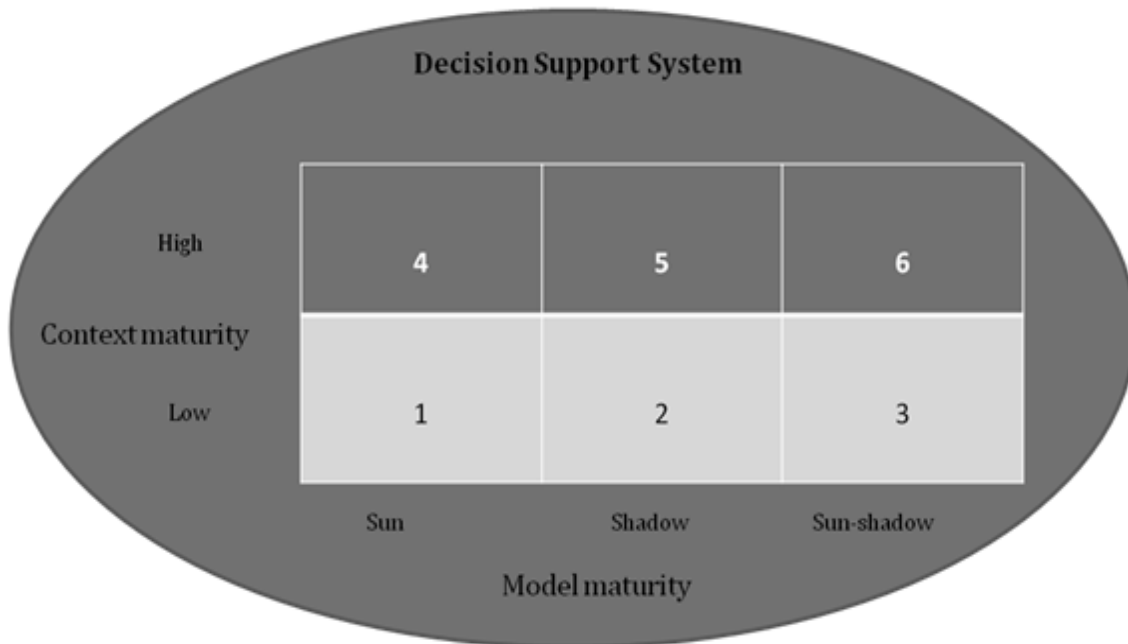 Decision Support System
High
4 5 6
Context maturity
Low
1 2 3
Sun Shadow Sun-shadow
Model maturity